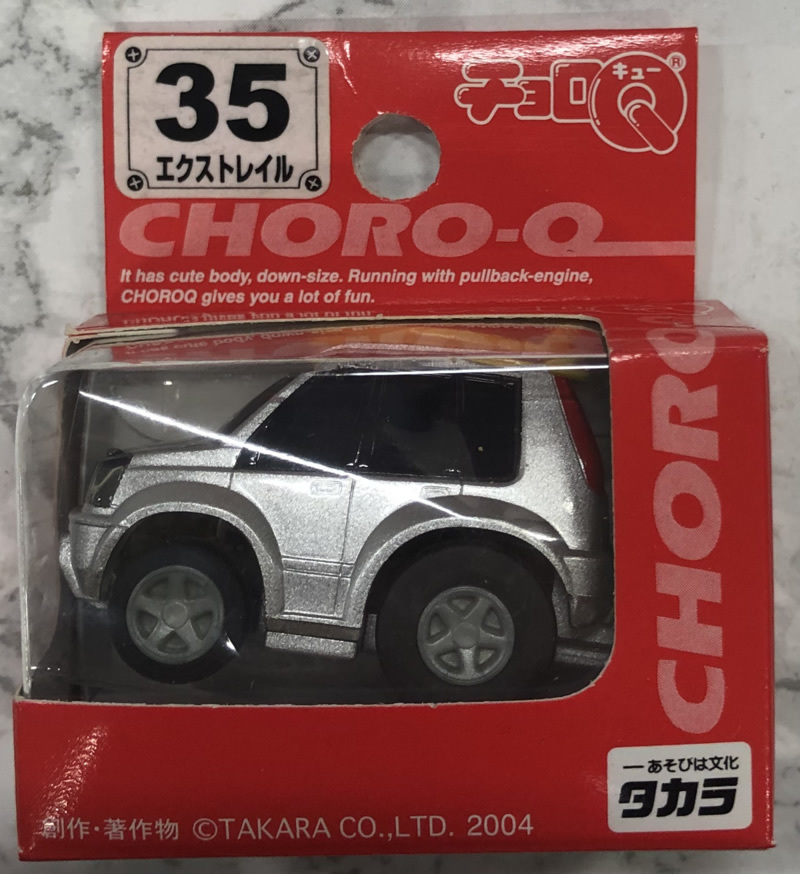 35
エクストレイル
チョロQ
キュー
®
CHORO-Q
It has cute body, down-size. Running with pullback-engine,
CHOROQ gives you a lot of fun.
CHORO
創作・著作物 ©TAKARA CO.,LTD. 2004
ーあそびは文化
タカラ